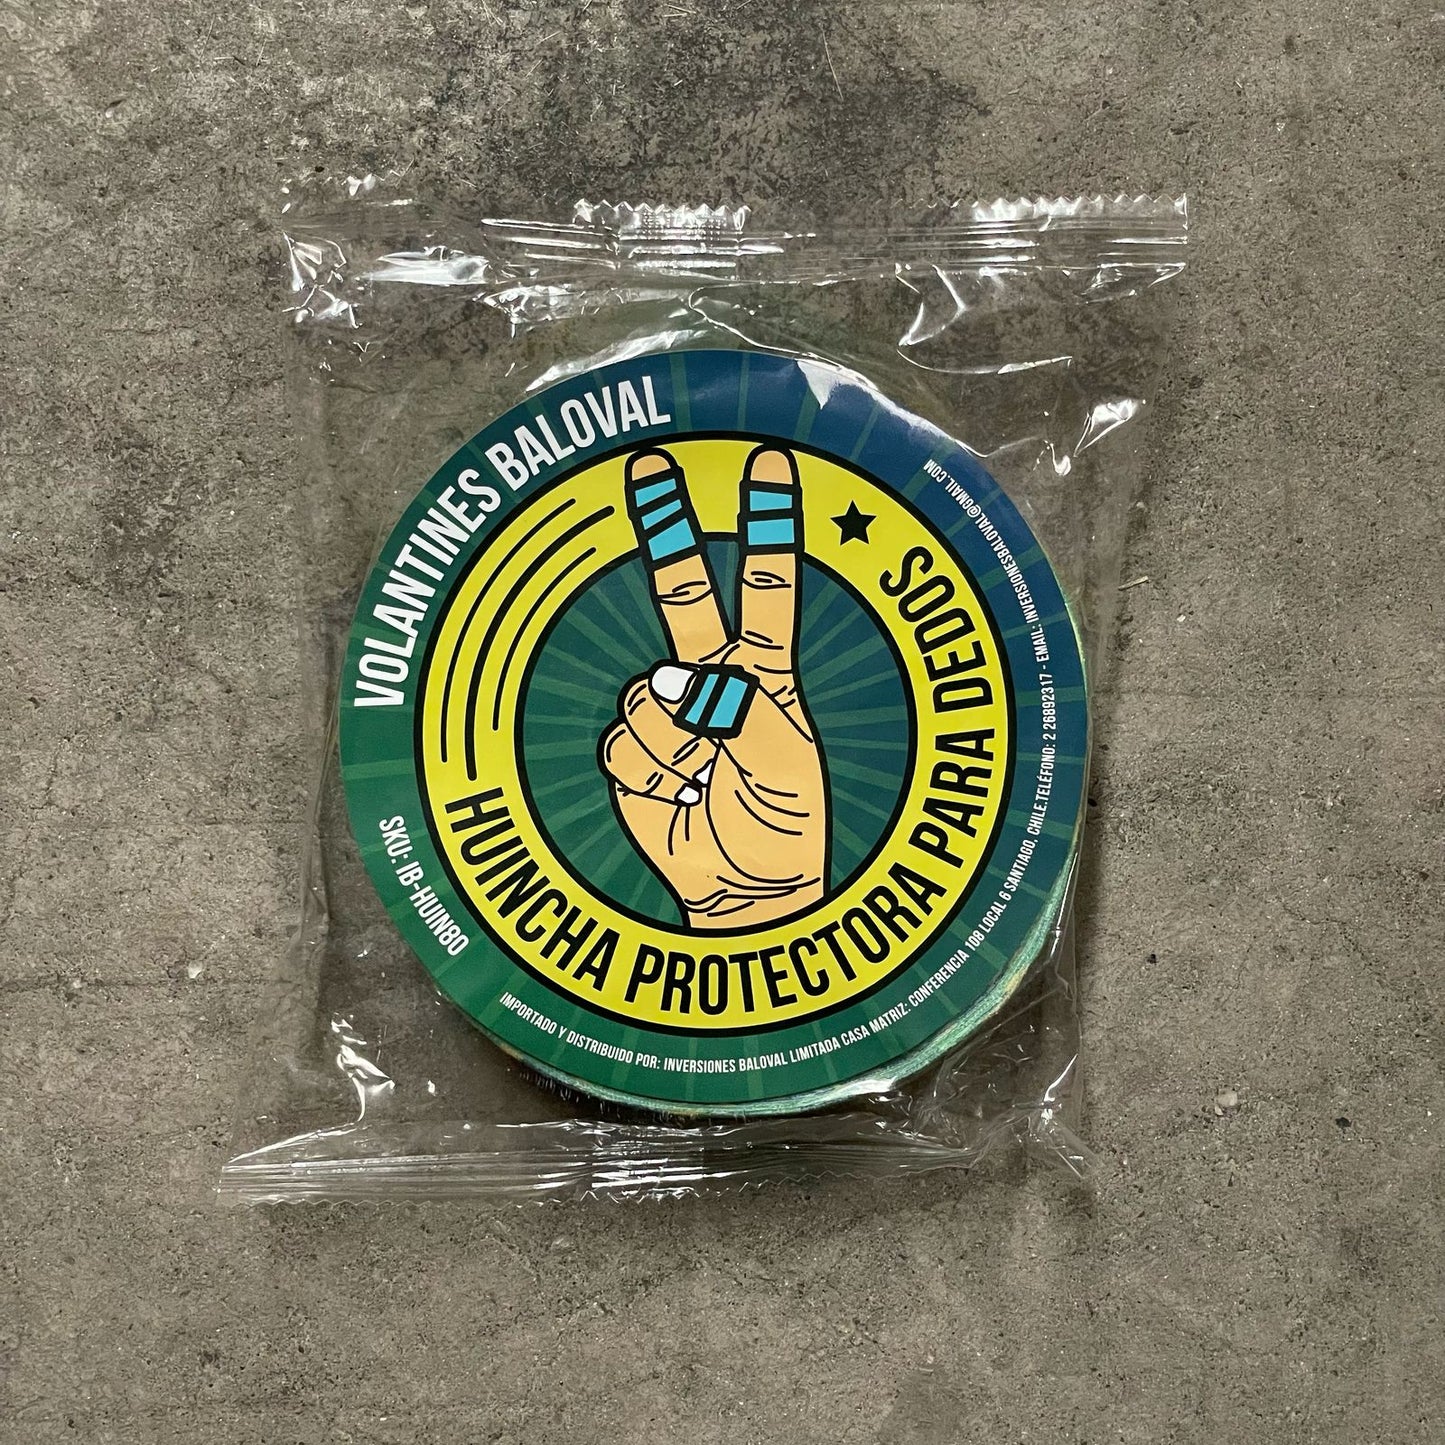 VOLANTINES BALOVAL
HUINCHA PROTECTORA PARA DEDOS
SKU: IB-HUIN80
IMPORTADO Y DISTRIBUIDO POR: INVERSIONES BALOVAL LIMITADA CASA MATRIZ: CONFERENCIA 108 LOCAL 6 SANTIAGO, CHILE.TELÉFONO: 2 26892317 - EMAIL: INVERSIONESBALOVAL@GMAIL.COM